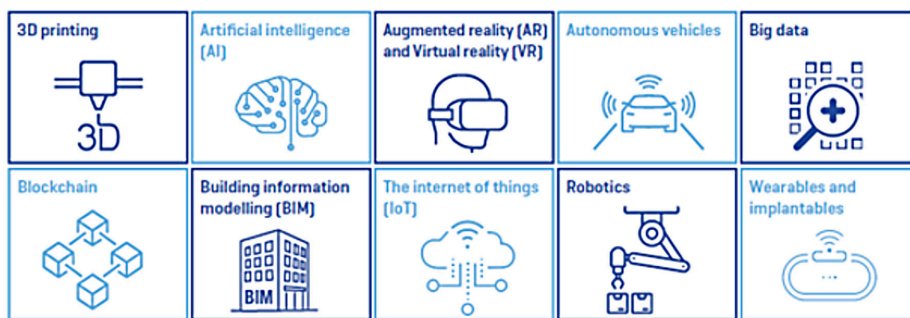 3D printing
Artificial intelligence
(AI)
Augmented reality (AR)
and Virtual reality (VR)
Autonomous vehicles
Big data
3D
Blockchain
Building information
modelling (BIM)
The internet of things
(IoT)
Robotics
Wearables and
implantables
BIM